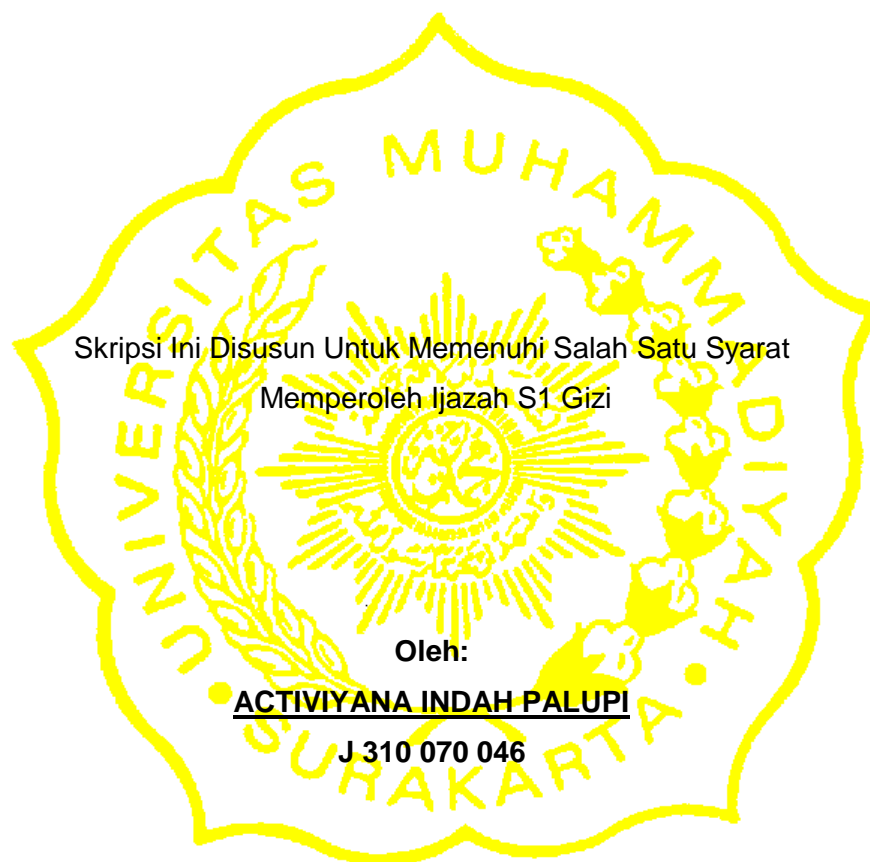 UNIVERSITAS MUHAMMADIYAH
Skripsi Ini Disusun Untuk Memenuhi Salah Satu Syarat
Memperoleh Ijazah S1 Gizi
Oleh:
ACTIVIYANA INDAH PALUPI
J 310 070 046
SURAKARTA